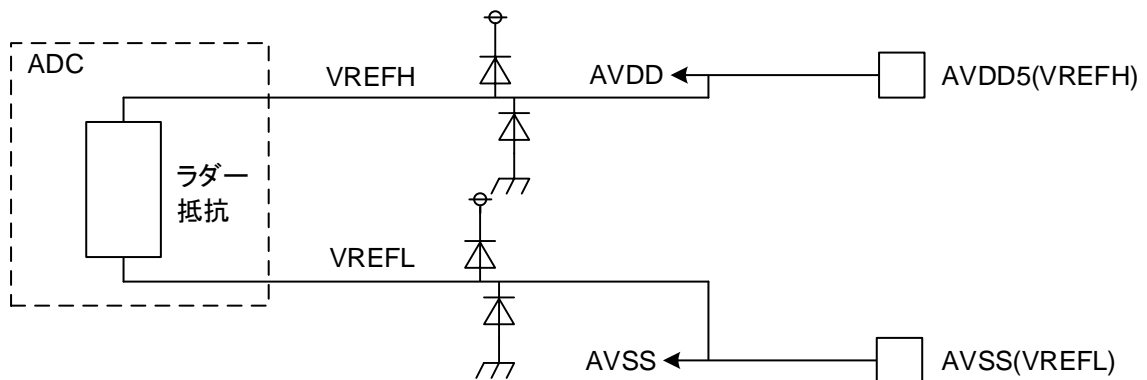 ADC
VREFH
AVDD
AVDD5(VREFH)
ラダー
抵抗
VREFL
AVSS
AVSS(VREFL)